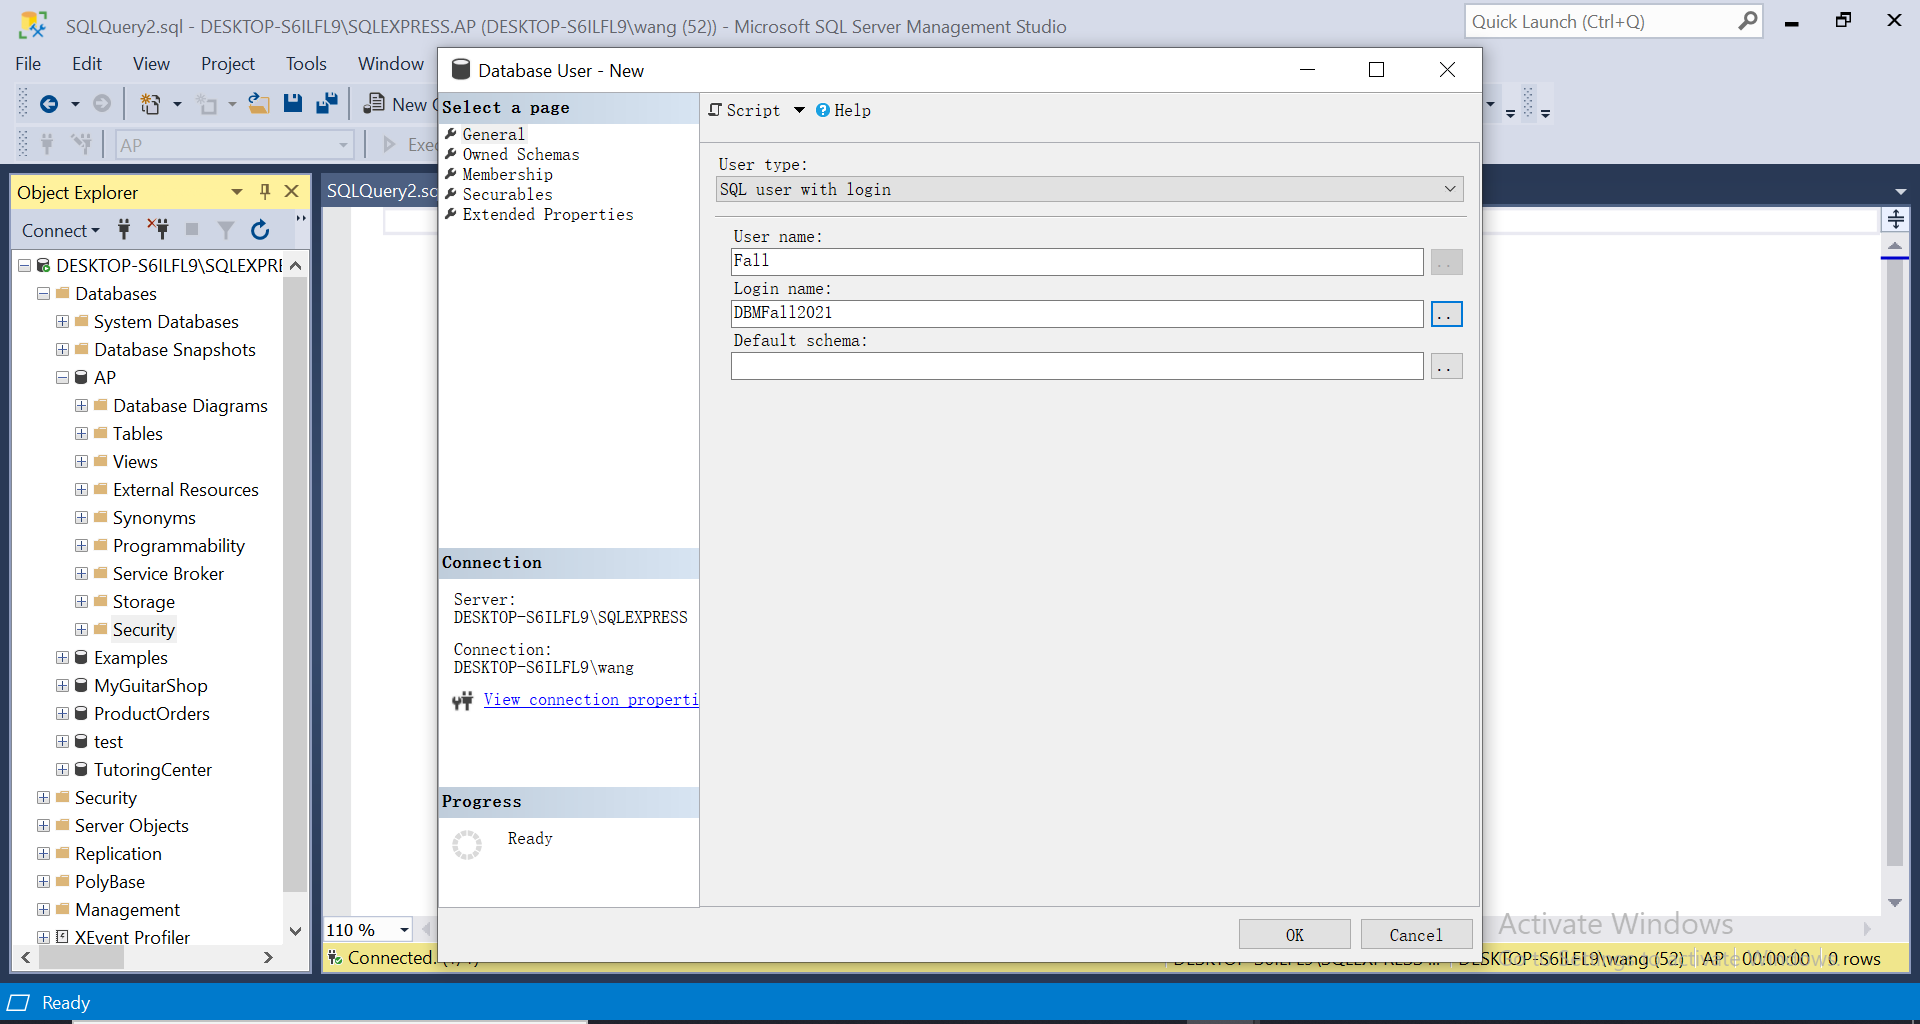 SQLQuery2.sql - DESKTOP-S6ILFL9\SQLEXPRESS.AP (DESKTOP-S6ILFL9\wang (52)) - Microsoft SQL Server Management Studio
Quick Launch (Ctrl+Q)
File Edit View Project Tools Window
New
AP
Object Explorer
Connect
DESKTOP-S6ILFL9\SQLEXPRE
Databases
System Databases
Database Snapshots
AP
Database Diagrams
Tables
Views
External Resources
Synonyms
Programmability
Service Broker
Storage
Security
Examples
MyGuitarShop
ProductOrders
test
TutoringCenter
Security
Server Objects
Replication
PolyBase
Management
XEvent Profiler
SQLQuery2.s
110 %
Connected.
Database User - New
Select a page
General
Owned Schemas
Membership
Securables
Extended Properties
Connection
Server:
DESKTOP-S6ILFL9\SQLEXPRESS
Connection:
DESKTOP-S6ILFL9\wang
View connection properti
Progress
Ready
Script Help
User type:
SQL user with login
User name:
Fall
..
Login name:
DBMFall2021
..
Default schema:
..
OK Cancel
Activate Windows
DESKTOP-S6ILFL9\wang (52) AP 00:00:00 0 rows
Ready